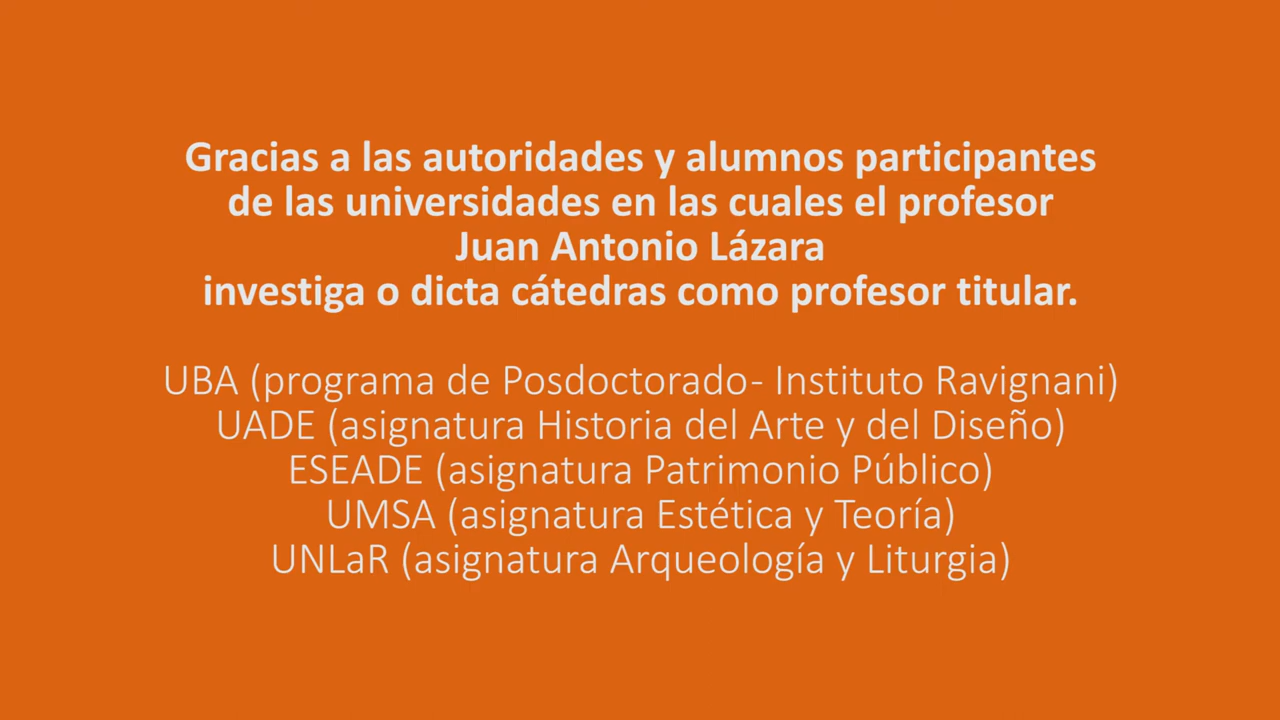 Gracias a las autoridades y alumnos participantes
de las universidades en las cuales el profesor
Juan Antonio Lázara
investiga o dicta cátedras como profesor titular.
UBA (programa de Posdoctorado- Instituto Ravignani)
UADE (asignatura Historia del Arte y del Diseño)
ESEADE (asignatura Patrimonio Público)
UMSA (asignatura Estética y Teoría)
UNLaR (asignatura Arqueología y Liturgia)